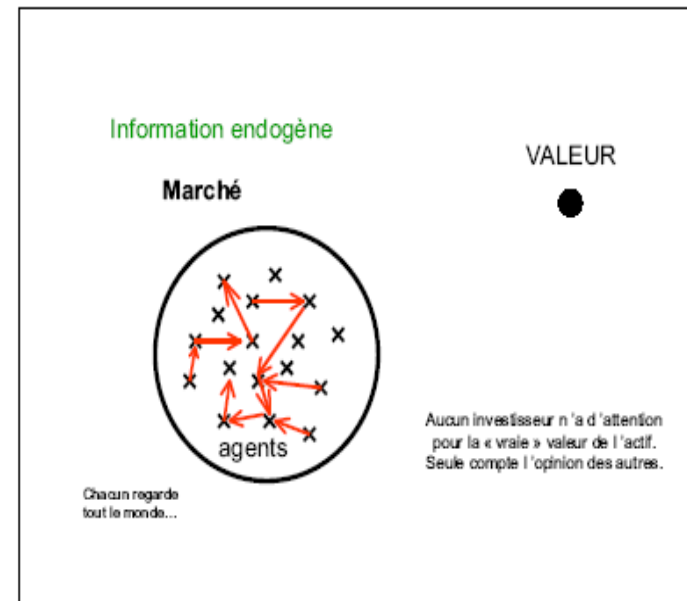 Information endogène
VALEUR
Marché
agents
Aucun investisseur n 'a d 'attention
pour la « vraie » valeur de l 'actif.
Seule compte l 'opinion des autres.
Chacun regarde
tout le monde...